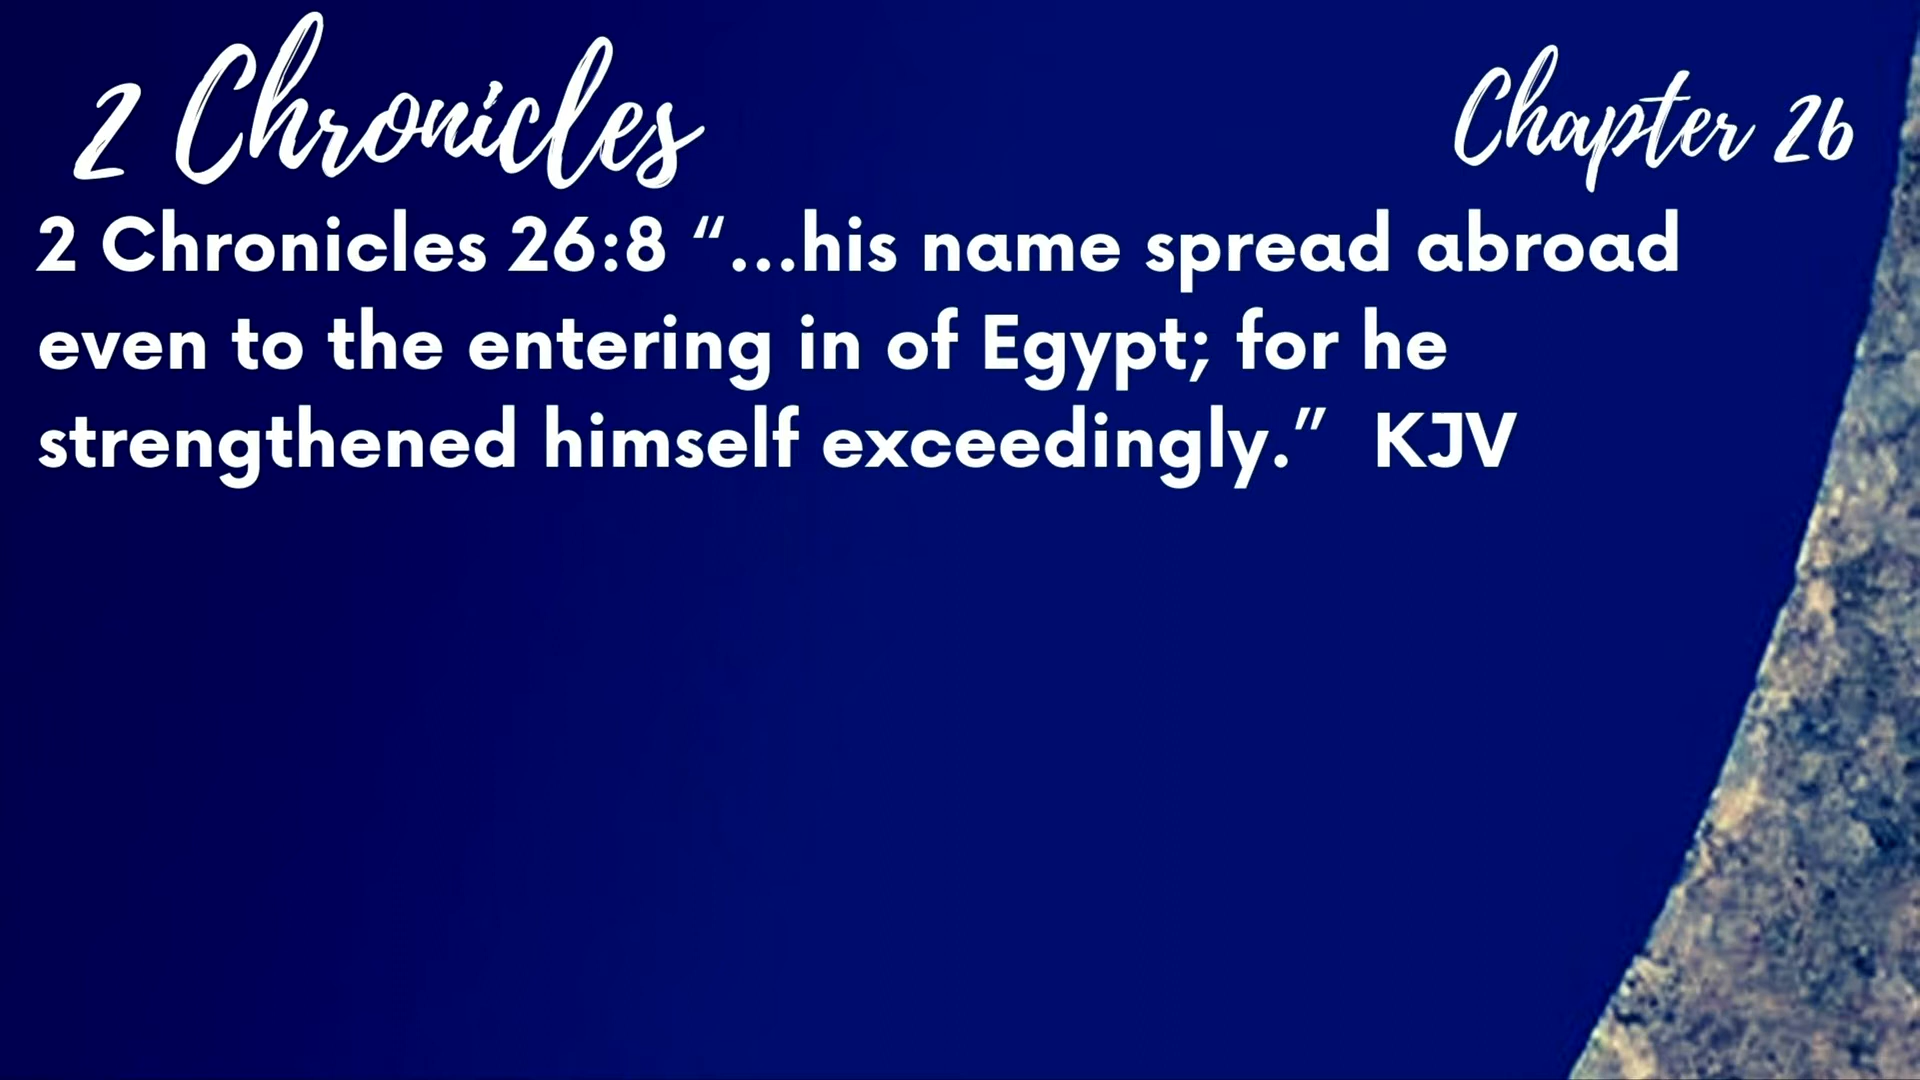 2 Chronicles
Chapter 26
2 Chronicles 26:8 “...his name spread abroad
even to the entering in of Egypt; for he
strengthened himself exceedingly.”  KJV